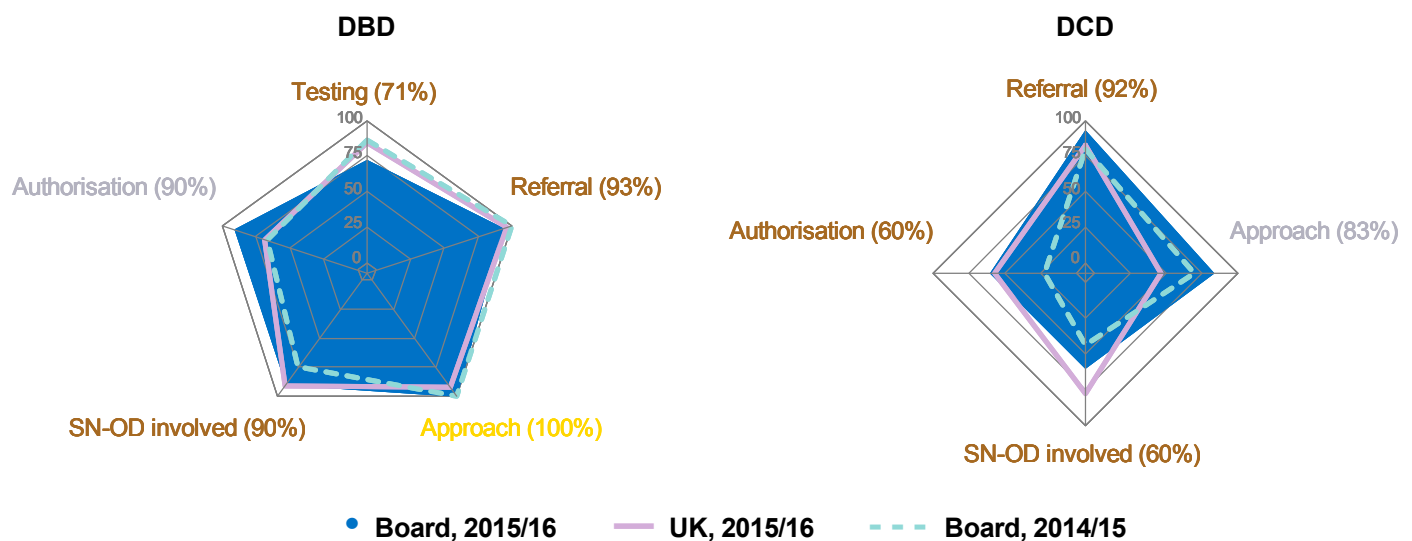 DBD
Testing (71%)
100
75
50
25
0
Authorisation (90%)
Referral (93%)
SN-OD involved (90%)
Approach (100%)
DCD
Referral (92%)
100
75
50
25
0
Authorisation (60%)
Approach (83%)
SN-OD involved (60%)
Board, 2015/16
UK, 2015/16
Board, 2014/15